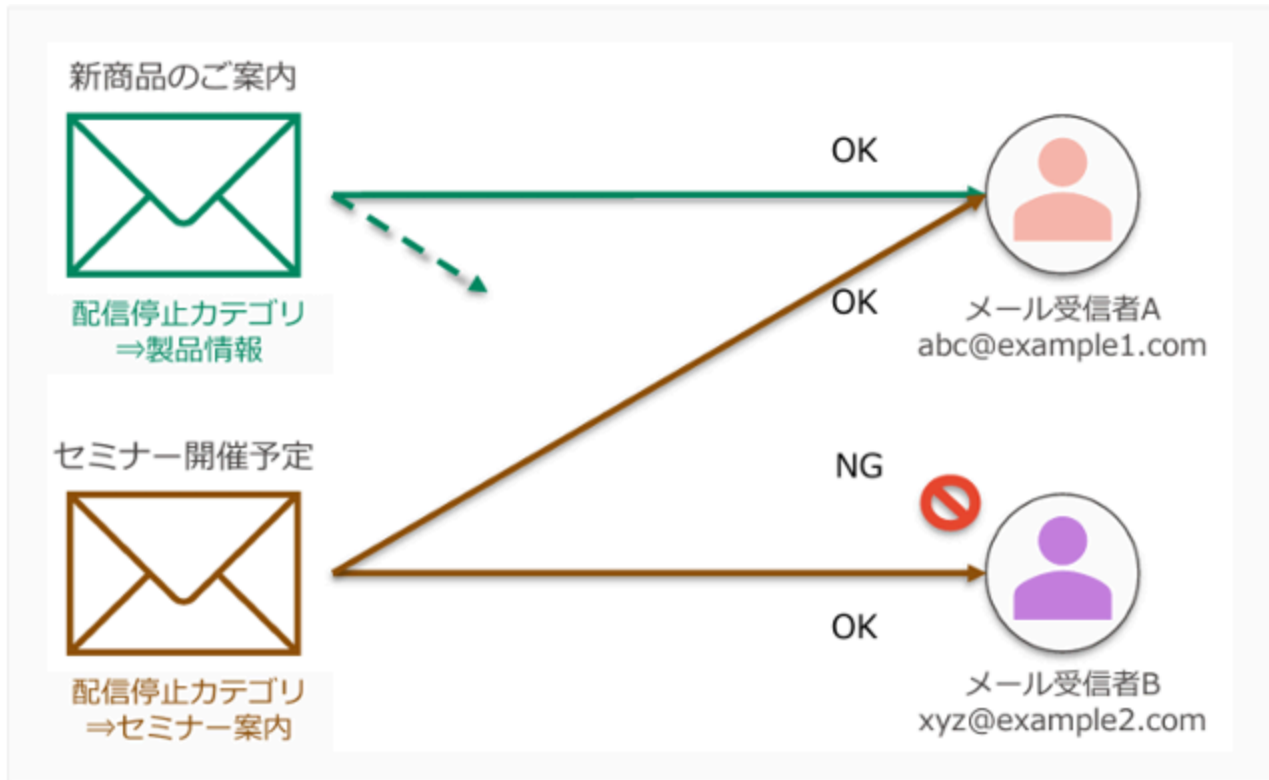 新商品のご案内
配信停止カテゴリ
⇒製品情報
OK
OK
メール受信者A
abc@example1.com
セミナー開催予定
配信停止カテゴリ
⇒セミナー案内
NG
OK
メール受信者B
xyz@example2.com